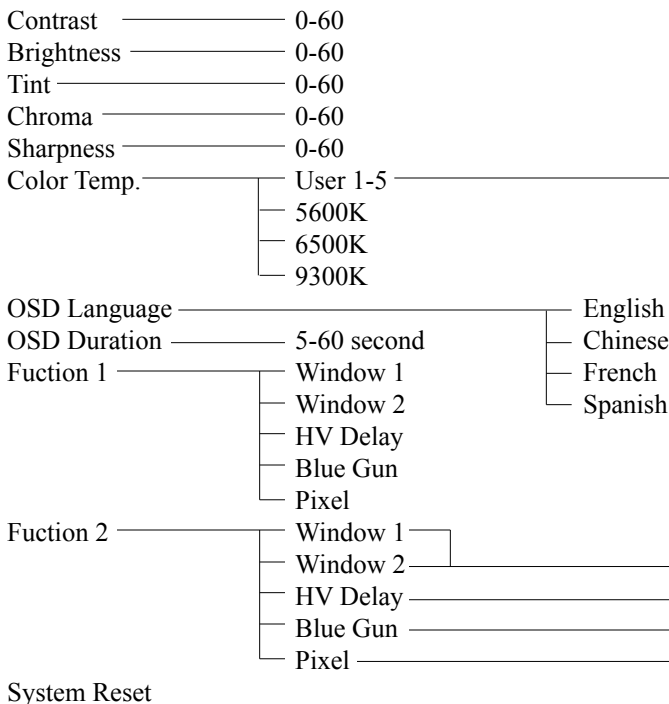 Contrast 0-60
Brightness 0-60
Tint 0-60
Chroma 0-60
Sharpness 0-60
Color Temp. User 1-5
5600K
6500K
9300K
OSD Language English
OSD Duration 5-60 second Chinese
Fuction 1 Window 1 French
Window 2 Spanish
HV Delay
Blue Gun
Pixel
Fuction 2 Window 1
Window 2
HV Delay
Blue Gun
Pixel
System Reset